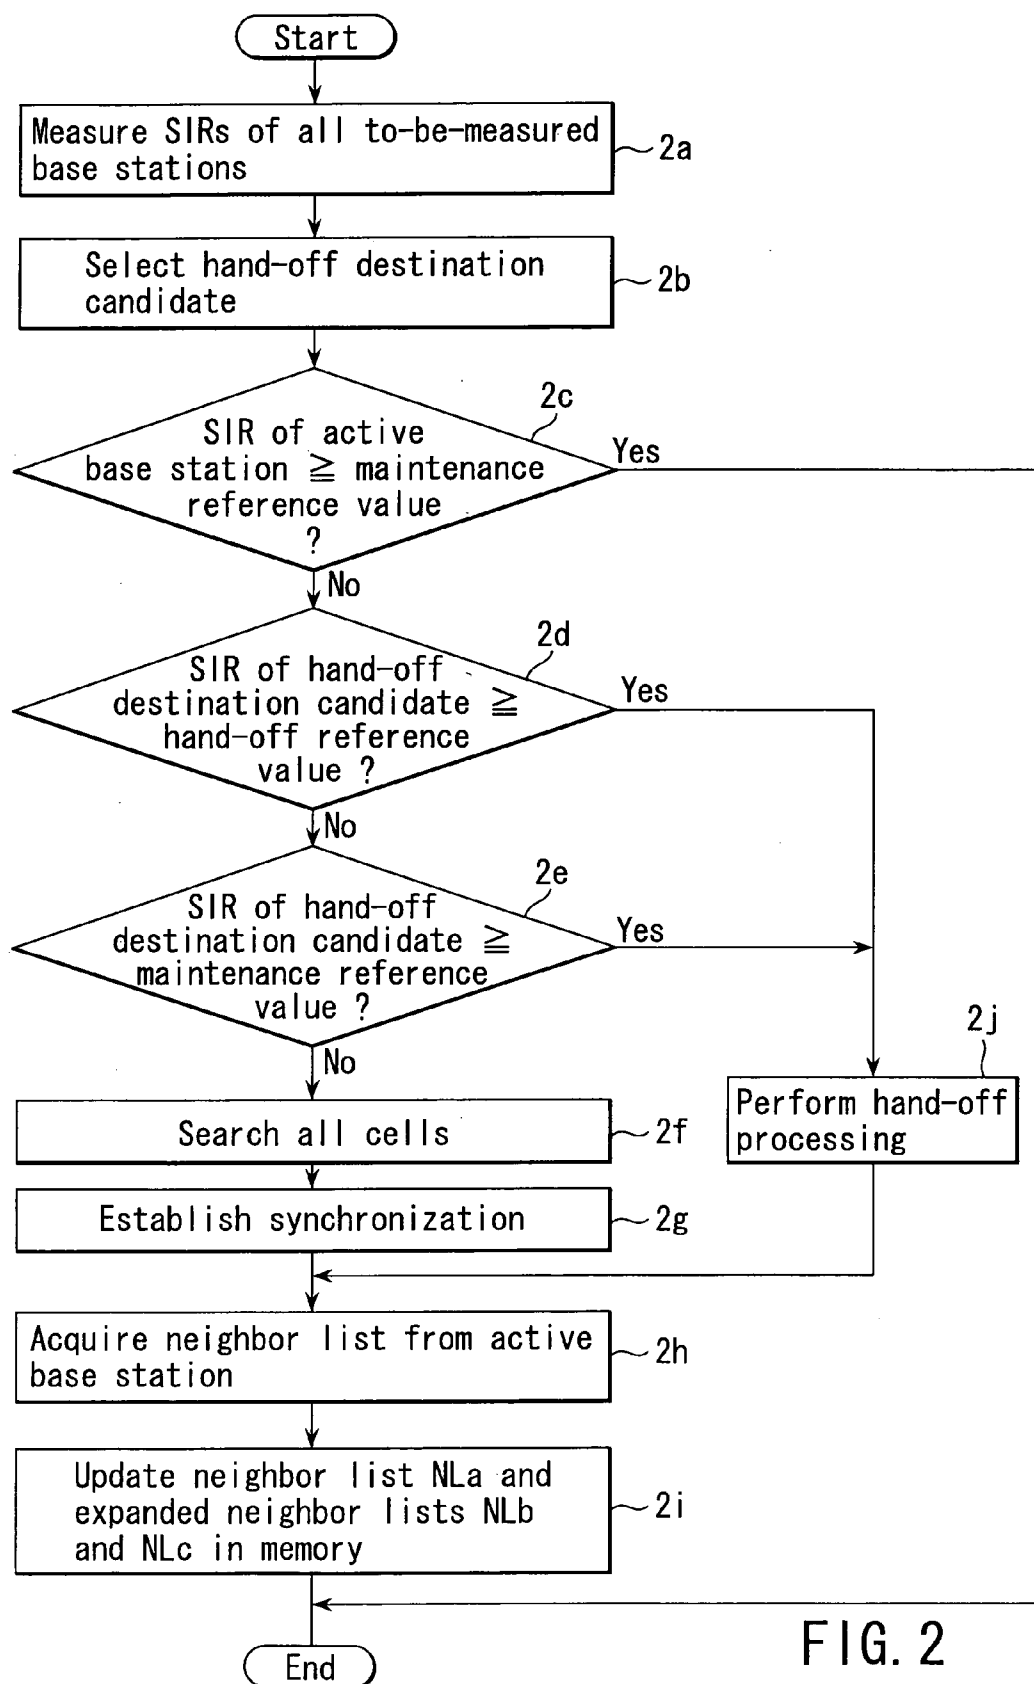 Start
Measure SIRs of all to-be-measured
base stations
2a
Select hand-off destination
candidate
2b
2c
SIR of active
base station ≧ maintenance
reference value
?
Yes
No
2d
SIR of hand-off
destination candidate ≧
hand-off reference
value ?
Yes
No
2e
SIR of hand-off
destination candidate ≧
maintenance reference
value ?
Yes
No
2j
Perform hand-off
processing
Search all cells
2f
Establish synchronization
2g
Acquire neighbor list from active
base station
2h
Update neighbor list NLa and
expanded neighbor lists NLb
and NLc in memory
2i
End
FIG. 2